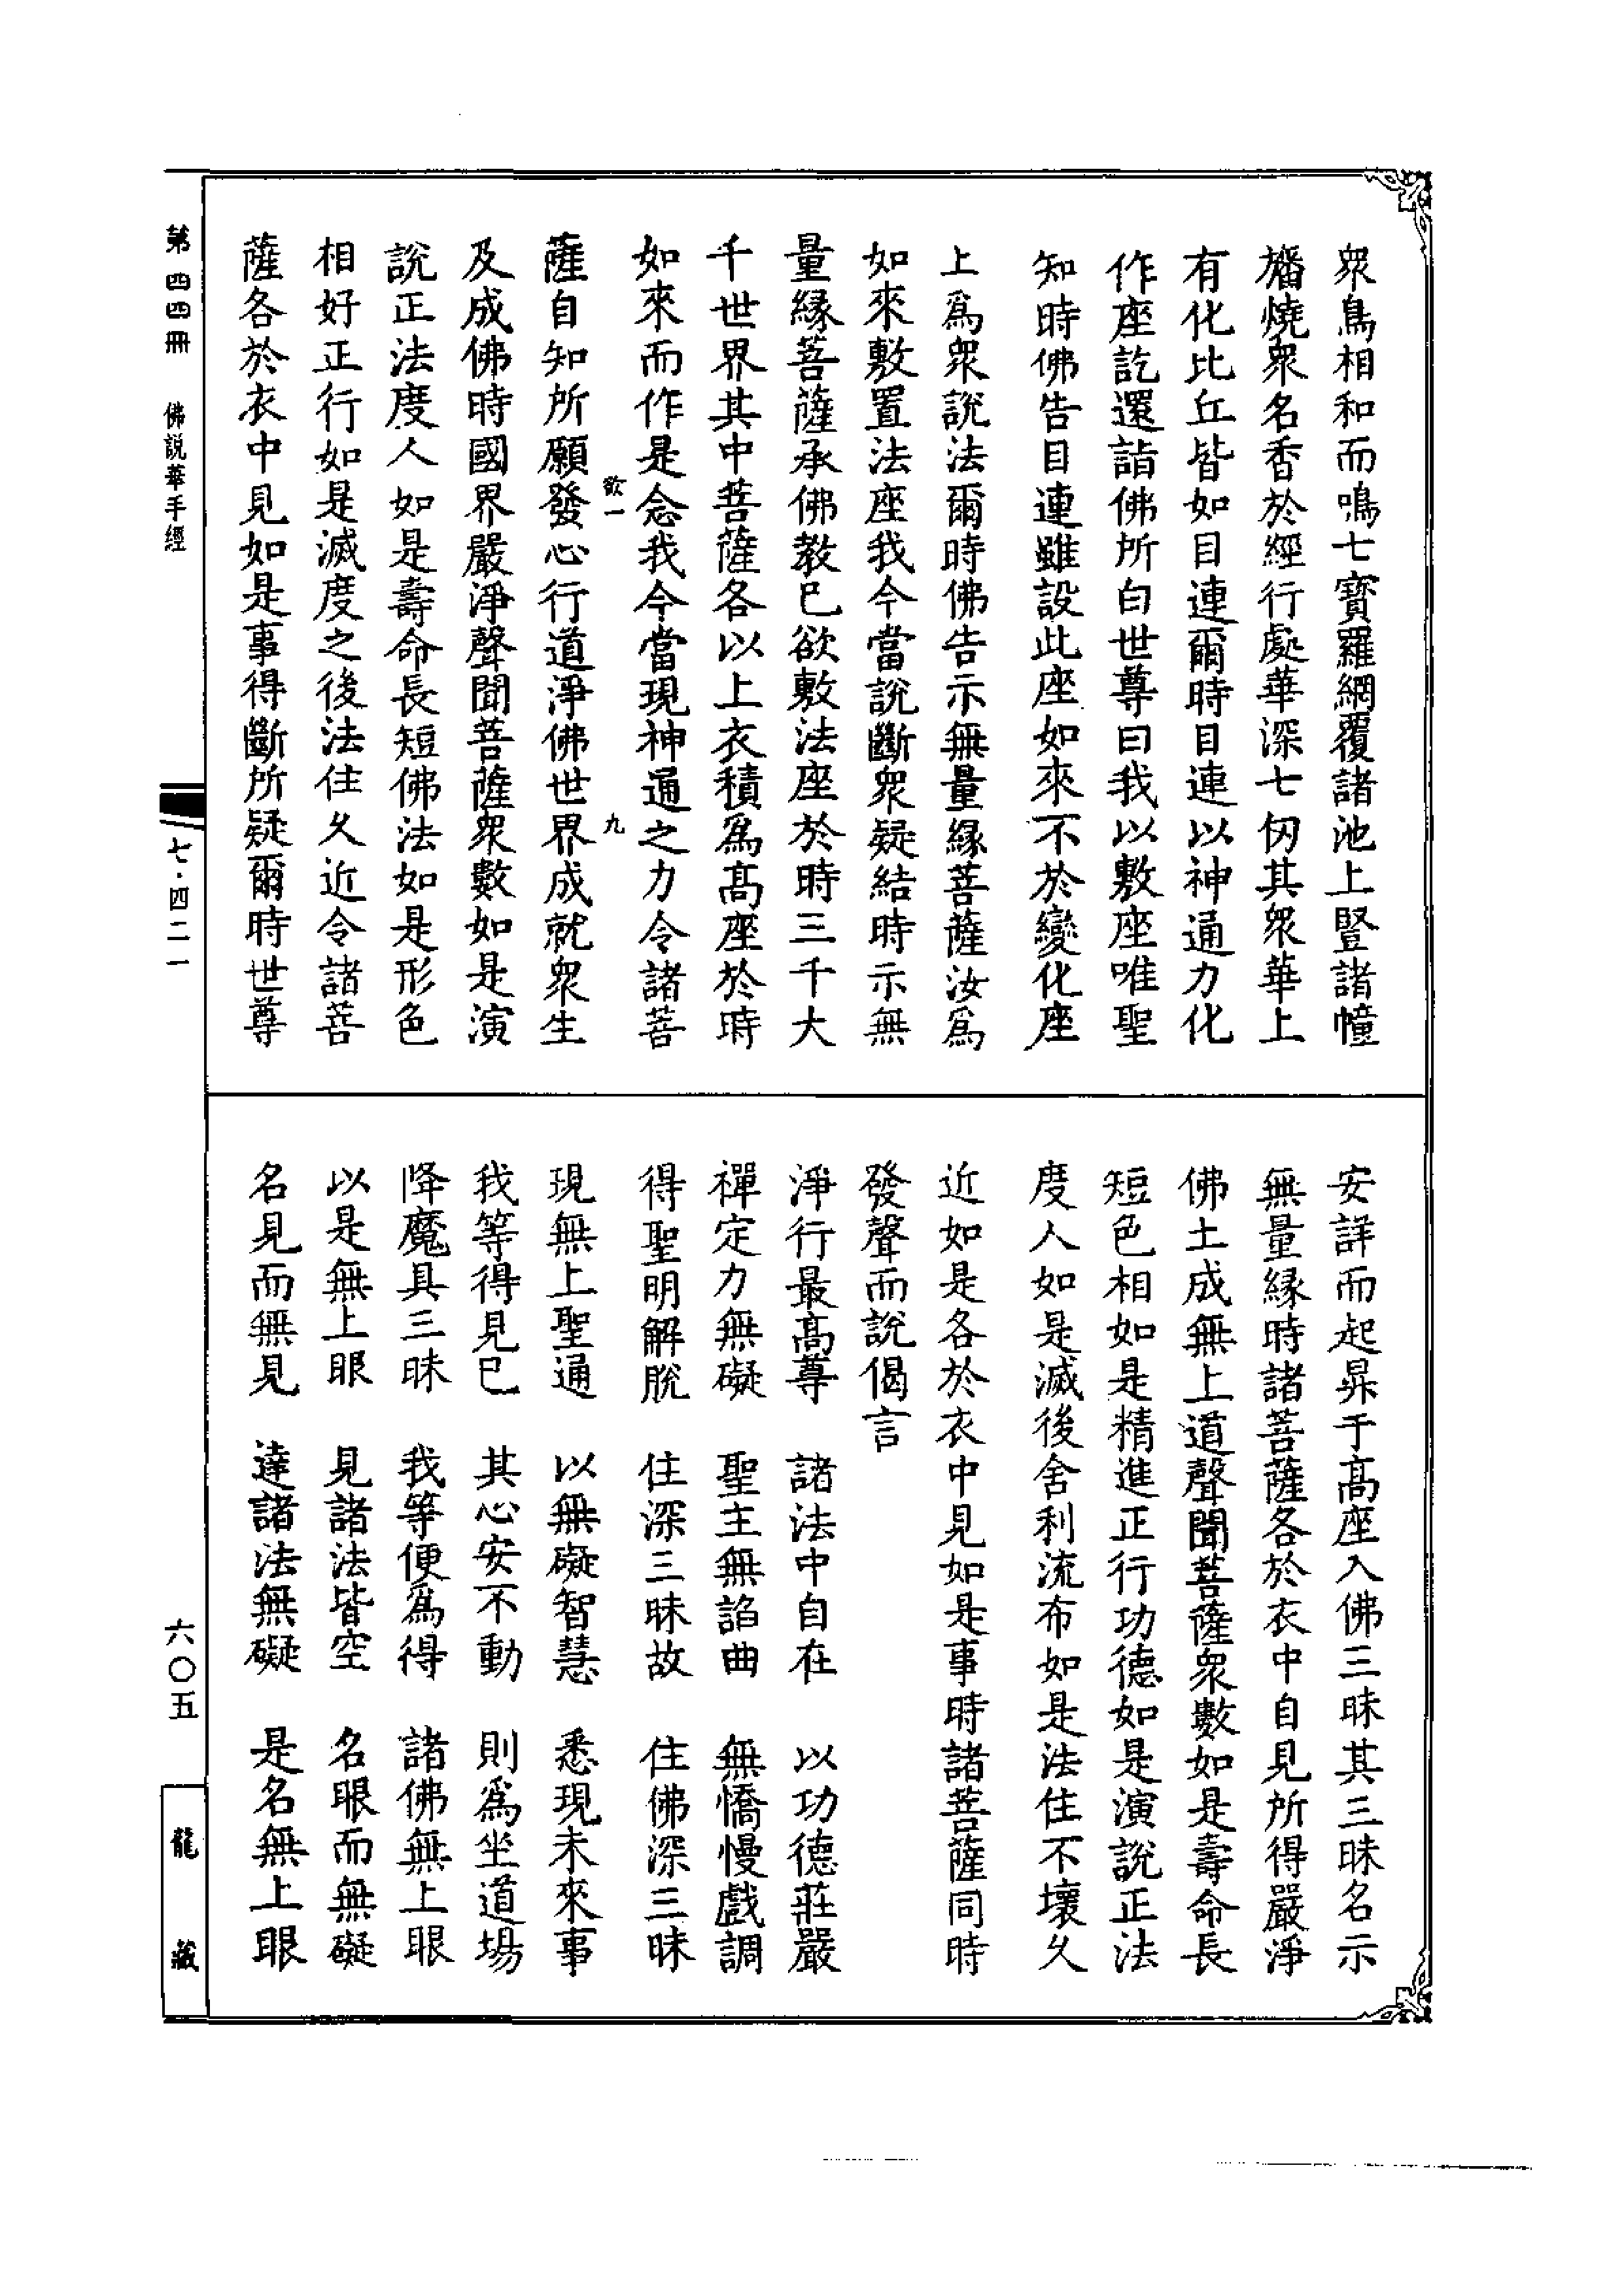 衆鳥相和而鳴七寶羅網覆諸池上豎諸幢
旛燒衆名香於經行處華深七仞其衆華上
有化比丘皆如目連爾時目連以神通力化
作座訖還詣佛所白世尊曰我以敷座唯聖
知時佛告目連雖設此座如來不於變化座
上爲衆說法爾時佛告示無量緣菩薩汝爲
如來敷置法座我今當說斷衆疑結時示無
量緣菩薩承佛教已欲敷法座於時三千大
千世界其中菩薩各以上衣積爲髙座於時
如來而作是念我今當現神通之力令諸菩
欲一
九
薩自知所願發心行道淨佛世界成就衆生
及成佛時國界嚴淨聲聞菩薩衆數如是演
說正法度人如是壽命長短佛法如是形色
相好正行如是滅度之後法住久近令諸菩
薩各於衣中見如是事得斷所疑爾時世尊
安詳而起昇于髙座入佛三昧其三昧名示
無量緣時諸菩薩各於衣中自見所得嚴淨
佛土成無上道聲聞菩薩衆數如是壽命長
短色相如是精進正行功德如是演說正法
度人如是滅後舍利流布如是法住不壞久
近如是各於衣中見如是事時諸菩薩同時
發聲而說偈言
淨行最髙尊　諸法中自在　以功德莊嚴
禪定力無礙　聖主無諂曲　無憍慢戲調
得聖明解脫　住深三昧故　住佛深三昧
現無上聖通　以無礙智慧　悉現未來事
我等得見已　其心安不動　則爲坐道場
降魔具三昧　我等便爲得　諸佛無上眼
以是無上眼　見諸法皆空　名眼而無礙
名見而無見　達諸法無礙　是名無上眼
第四四冊　佛說華手經
七·四二一
六〇五
龍藏